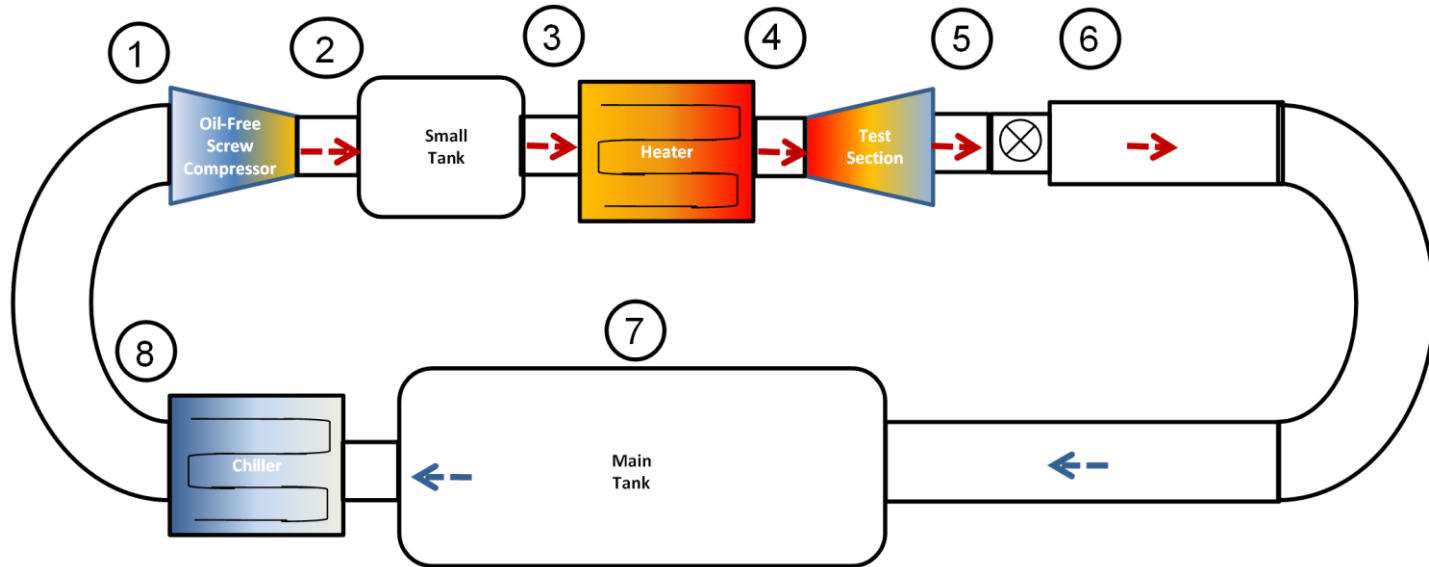 1
2
3
4
5
6
Oil-Free
Screw
Compressor
Small
Tank
Heater
Test
Section
7
8
Chiller
Main
Tank